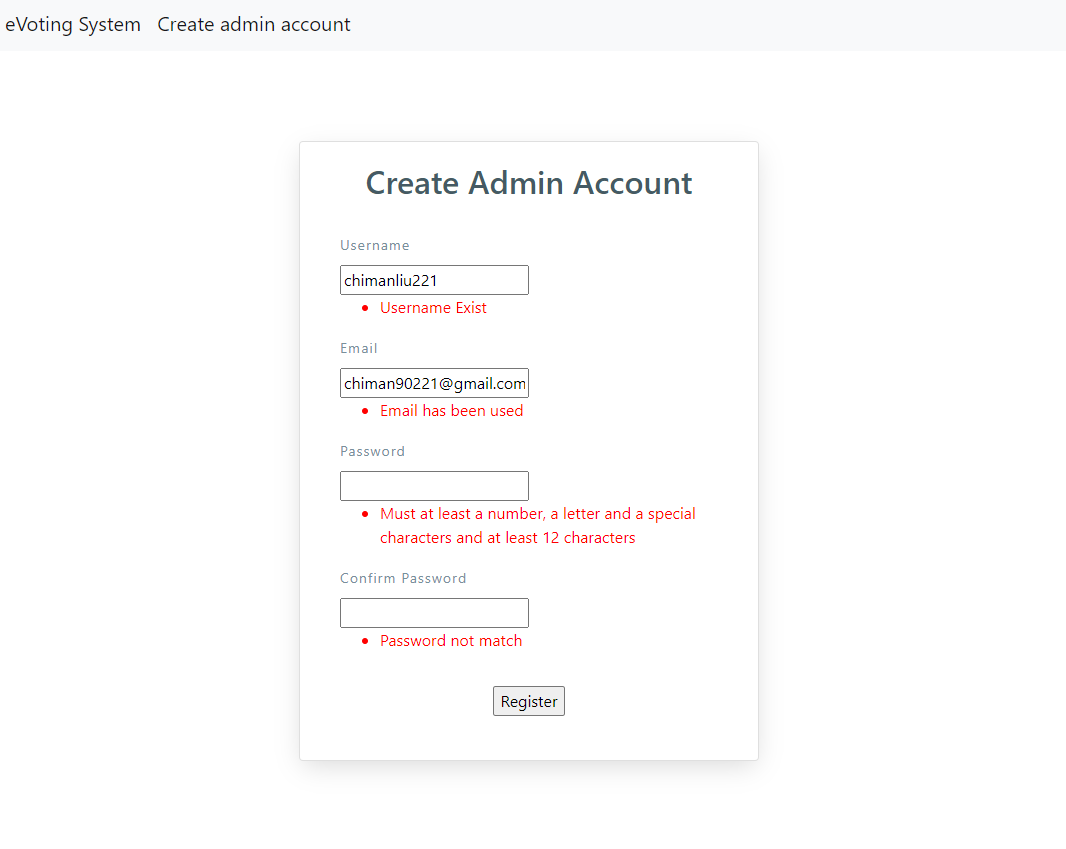 eVoting System Create admin account
Create Admin Account
Username
chimanliu221
Username Exist
Email
chiman90221@gmail.com
Email has been used
Password
Must at least a number, a letter and a special
characters and at least 12 characters
Confirm Password
Password not match
Register